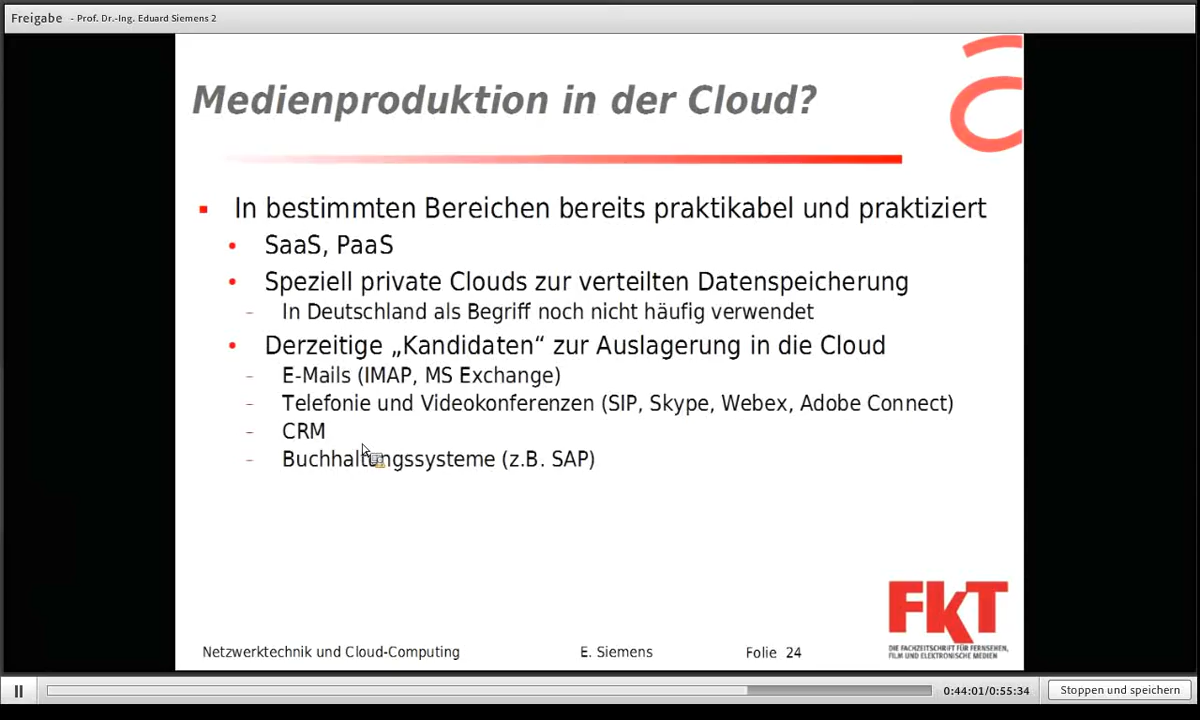 Freigabe - Prof. Dr.-Ing. Eduard Siemens 2
Medienproduktion in der Cloud?
In bestimmten Bereichen bereits praktikabel und praktiziert
SaaS, PaaS
Speziell private Clouds zur verteilten Datenspeicherung
– In Deutschland als Begriff noch nicht häufig verwendet
Derzeitige „Kandidaten“ zur Auslagerung in die Cloud
– E-Mails (IMAP, MS Exchange)
– Telefonie und Videokonferenzen (SIP, Skype, Webex, Adobe Connect)
– CRM
– Buchhaltungssysteme (z.B. SAP)
FKT
DIE FACHZEITSCHRIFT FÜR FERNSEHEN,
FILM UND ELEKTRONISCHE MEDIEN
Netzwerktechnik und Cloud-Computing E. Siemens Folie 24
0:44:01/0:55:34 Stoppen und speichern